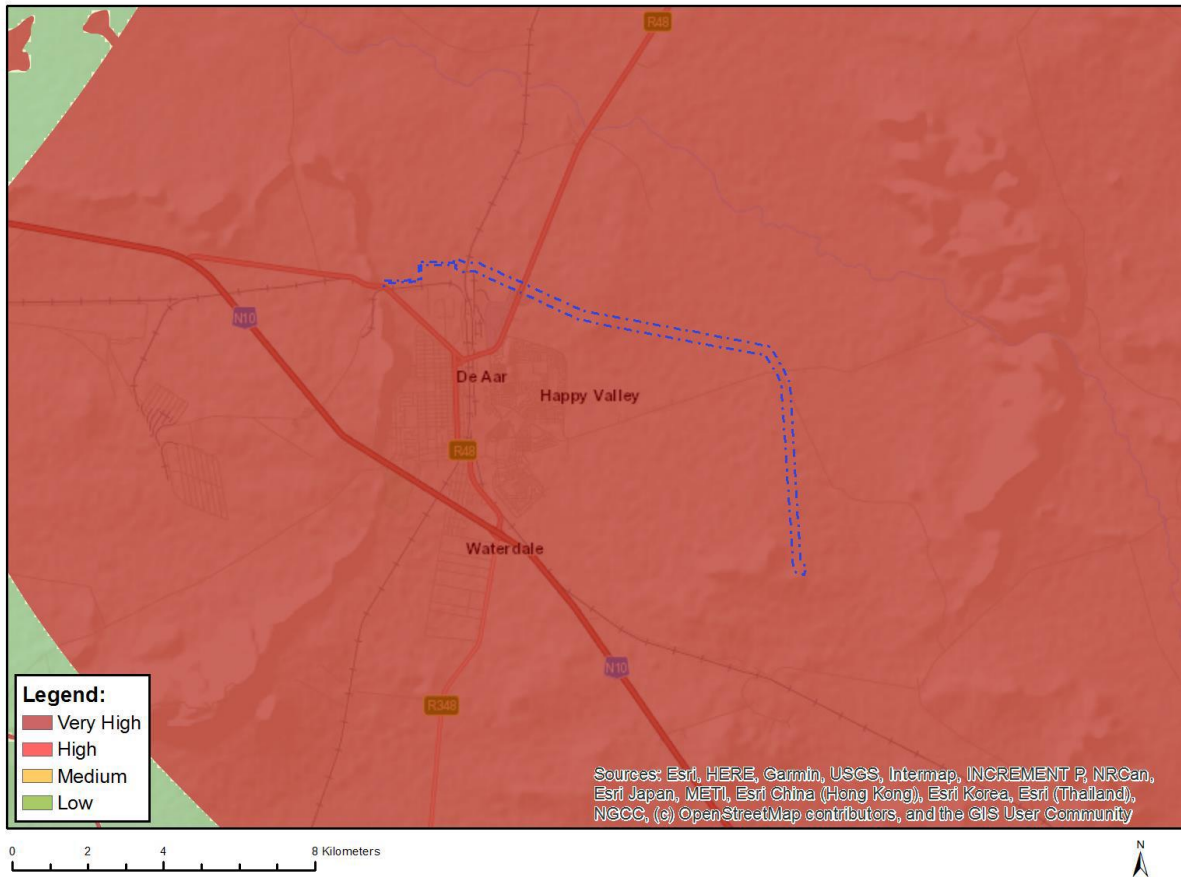 R48
N10
De Aar
Happy Valley
R48
Waterdale
N10
R348
Legend:
Very High
High
Medium
Low
Sources: Esri, HERE, Garmin, USGS, Intermap, INCREMENT P, NRCan,
Esri Japan, METI, Esri China (Hong Kong), Esri Korea, Esri (Thailand),
NGCC, (c) OpenStreetMap contributors, and the GIS User Community
0 2 4 8 Kilometers
N